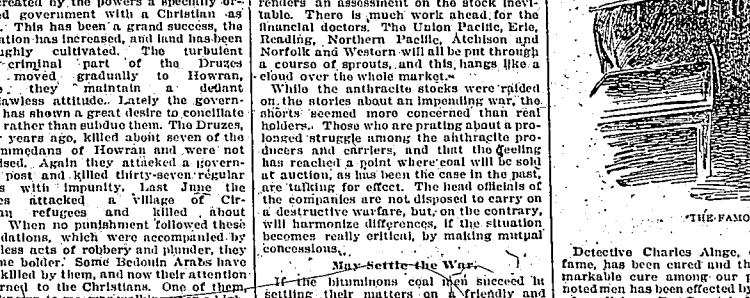 created by the powers a specially or-
ed government with a Christian as
. This has been a grand success, the
ation has increased, and land has been
oughly cultivated. The turbulent
criminal part of the Druzes
moved gradually to Howran,
they maintain a defiant
lawless attitude. Lately the govern-
has shown a great desire to conciliate
rather than subdue them. The Druzes,
years ago, killed about seven of the
mmedans of Howran and were not
ised. Again they attacked a govern-
post and killed thirty-seven regular
s with impunity. Last June the
es attacked a village of Cir-
an refugees and killed about
When no punishment followed these
dations, which were accompanied by
less acts of robbery and plunder, they
me bolder. Some Bedouin Arabs have
killed by them, and now their attention
rned to the Christians. One of them,
renders an assessment on the stock inevi-
table. There is much work ahead for the
financial doctors. The Union Pacific, Erie,
Reading, Northern Pacific, Atchison and
Norfolk and Western will all be put through
a course of sprouts, and this hangs like a
cloud over the whole market.
While the anthracite stocks were raided
on the stories about an impending war, the
shorts seemed more concerned than real
holders. Those who are prating about a pro-
longed struggle among the anthracite pro-
ducers and carriers, and that the feeling
has reached a point where coal will be sold
at auction, as has been the case in the past,
are talking for effect. The head officials of
the companies are not disposed to carry on
a destructive warfare, but, on the contrary,
will harmonize differences, if the situation
becomes really critical, by making mutual
concessions.
May Settle the War.
If the bituminous coal men succeed in
settling their matters on a friendly and
"THE FAMO
Detective Charles Ainge,
fame, has been cured and th
markable cure among our p
noted men has been effected b